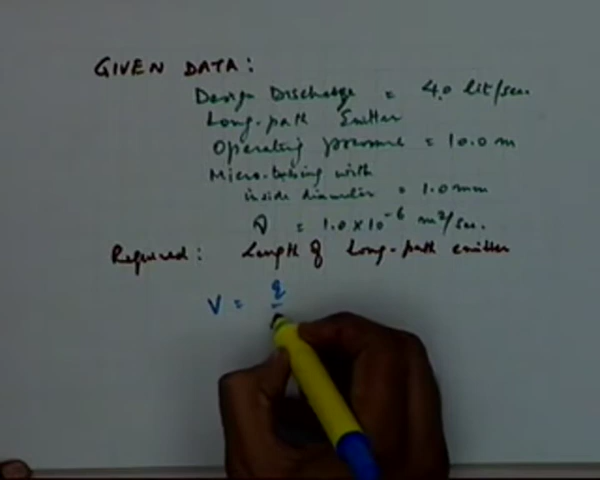 GIVEN DATA:
Design Discharge = 4.0 lit/sec.
Long-path Emitter
Operating pressure = 10.0 m
Micro-tubing with
inside diameter = 1.0 mm
ν = 1.0 x 10⁻⁶ m²/sec.
Required: Length of Long-path emitter
V = q